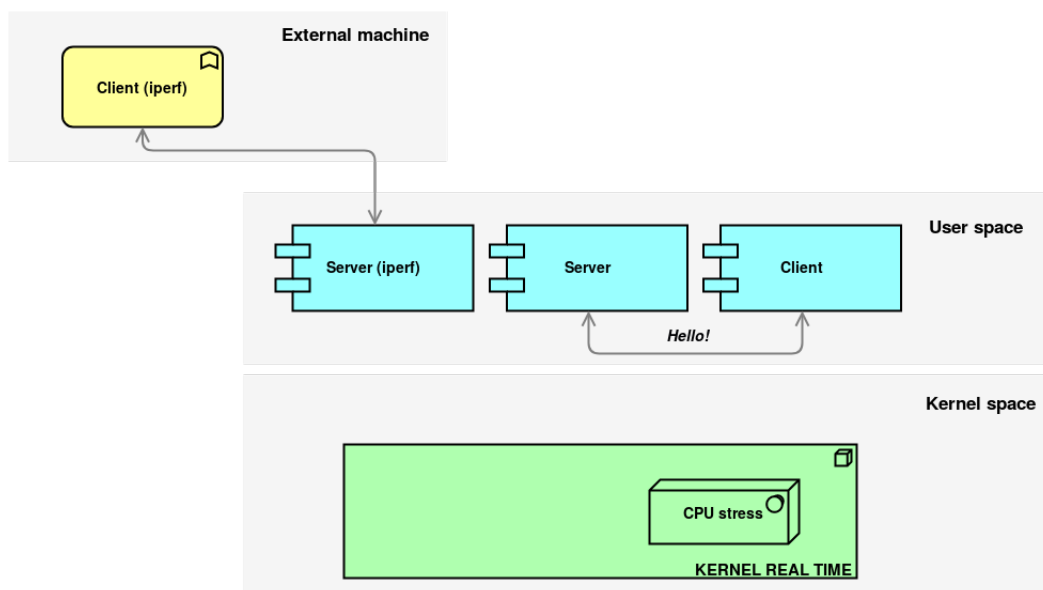 External machine
Client (iperf)
User space
Server (iperf)
Server
Client
Hello!
Kernel space
CPU stress
KERNEL REAL TIME